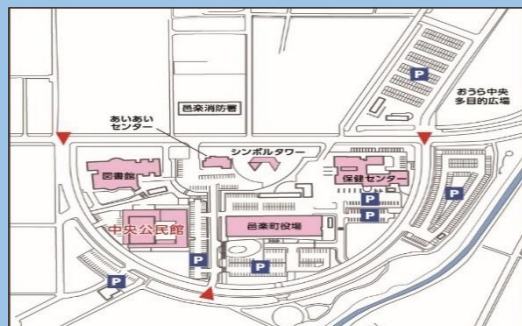 P
おうら中央
多目的広場
邑楽消防署
あいあい
センター
シンボルタワー
図書館
保健センター
P
P
P
中央公民館
邑楽町役場
P
P
P